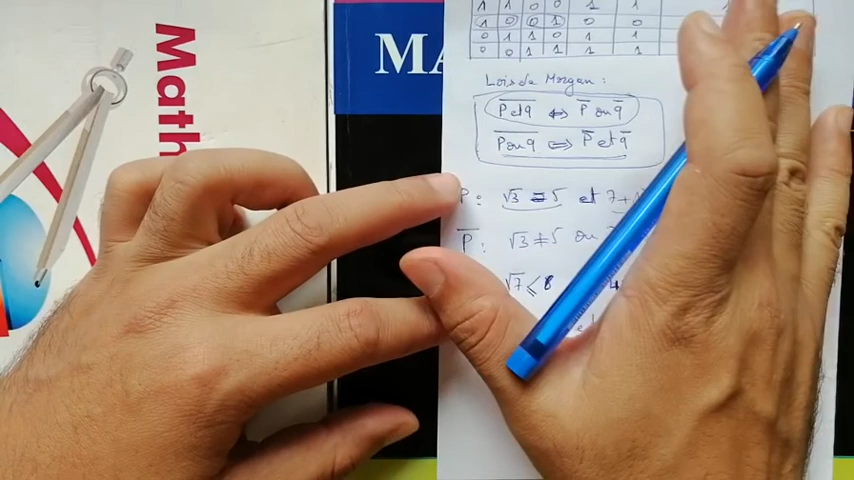 Math
MA
1 1 0 0 1 1
1 0 0 1 0 0
0 1 1 0 1 1
0 0 1 1 1 1
Lois de Morgan :
P̅ ̅e̅t̅ ̅q̅ ⇔ P̅ ou q̅
P̅ ̅o̅u̅ ̅q̅ ⇔ P̅ et q̅
P : √3 = 5 et 7+
P̅ : √3 ≠ 5 ou
√7 ⩽ 8